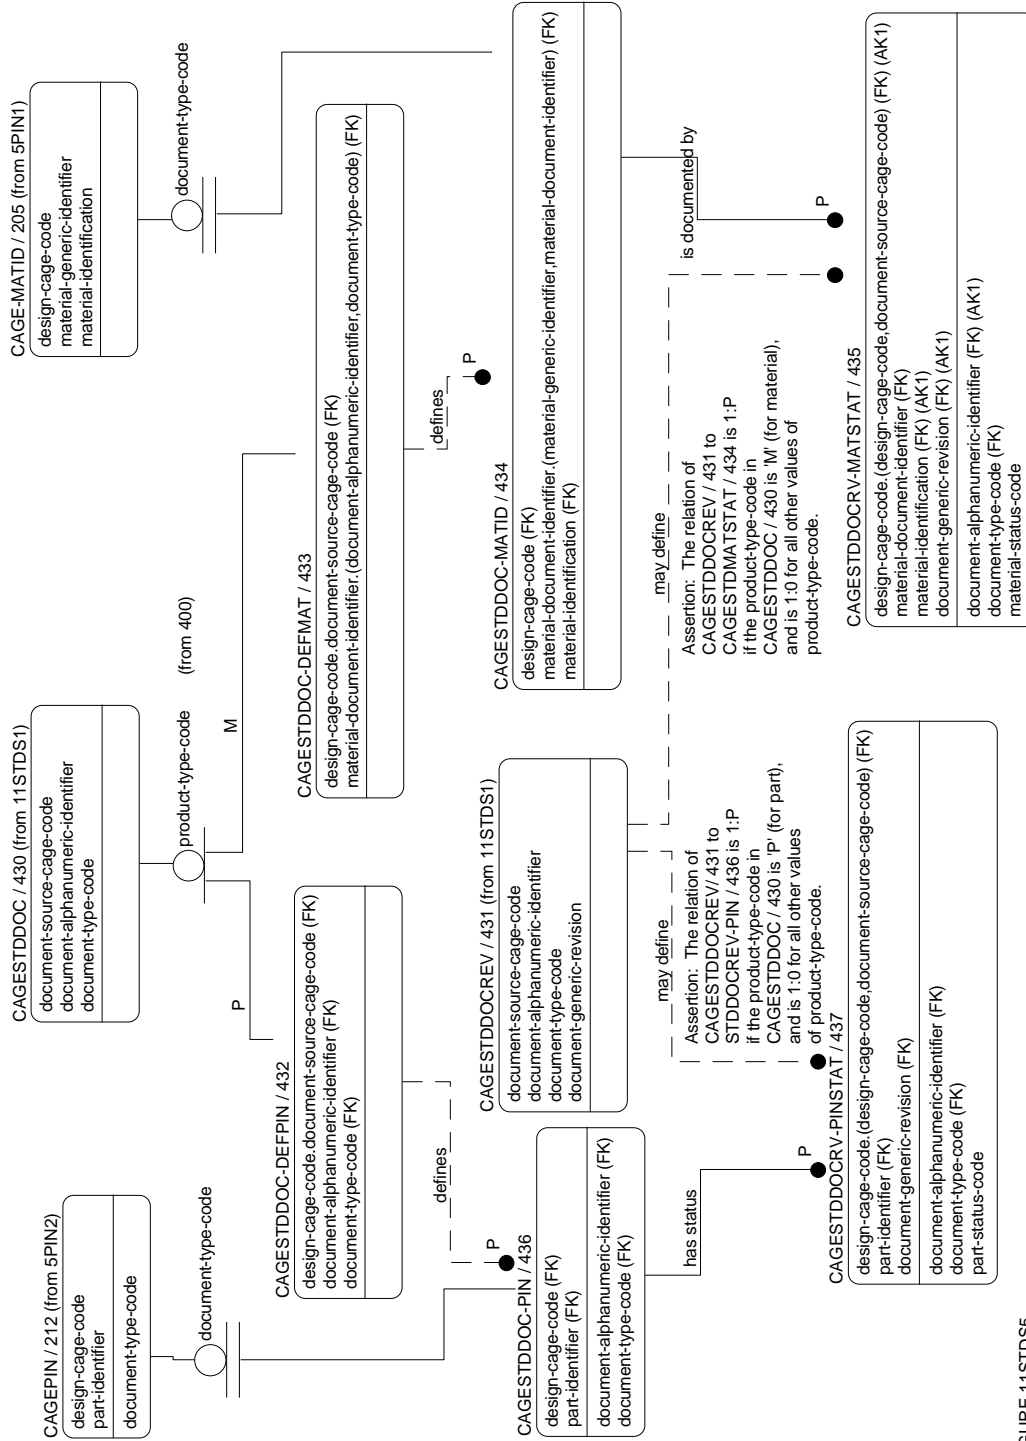 CAGEPIN / 212 (from 5PIN2)
design-cage-code
part-identifier
document-type-code
document-type-code
CAGESTDDOC / 430 (from 11STDS1)
document-source-cage-code
document-alphanumeric-identifier
document-type-code
product-type-code
(from 400)
P
M
CAGE-MATID / 205 (from 5PIN1)
design-cage-code
material-generic-identifier
material-identification
document-type-code
CAGESTDDOC-DEFPIN / 432
design-cage-code.document-source-cage-code (FK)
document-alphanumeric-identifier (FK)
document-type-code (FK)
defines
P
CAGESTDDOC-DEFMAT / 433
design-cage-code.document-source-cage-code (FK)
material-document-identifier.(document-alphanumeric-identifier,document-type-code) (FK)
defines
P
CAGESTDDOC-PIN / 436
design-cage-code (FK)
part-identifier (FK)
document-alphanumeric-identifier (FK)
document-type-code (FK)
has status
P
CAGESTDDOCREV / 431 (from 11STDS1)
document-source-cage-code
document-alphanumeric-identifier
document-type-code
document-generic-revision
may define
may define
CAGESTDDOC-MATID / 434
design-cage-code (FK)
material-document-identifier.(material-generic-identifier,material-document-identifier) (FK)
material-identification (FK)
is documented by
P
Assertion: The relation of
CAGESTDDOCREV/ 431 to
STDDOCREV-PIN / 436 is 1:P
if the product-type-code in
CAGESTDDOC / 430 is 'P' (for part),
and is 1:0 for all other values
of product-type-code.
Assertion: The relation of
CAGESTDDOCREV / 431 to
CAGESTDMATSTAT / 434 is 1:P
if the product-type-code in
CAGESTDDOC / 430 is 'M' (for material),
and is 1:0 for all other values of
product-type-code.
CAGESTDDOCRV-PINSTAT / 437
design-cage-code.(design-cage-code,document-source-cage-code) (FK)
part-identifier (FK)
document-generic-revision (FK)
document-alphanumeric-identifier (FK)
document-type-code (FK)
part-status-code
CAGESTDDOCRV-MATSTAT / 435
design-cage-code.(design-cage-code,document-source-cage-code) (FK) (AK1)
material-document-identifier (FK)
material-identification (FK) (AK1)
document-generic-revision (FK) (AK1)
document-alphanumeric-identifier (FK) (AK1)
document-type-code (FK)
material-status-code